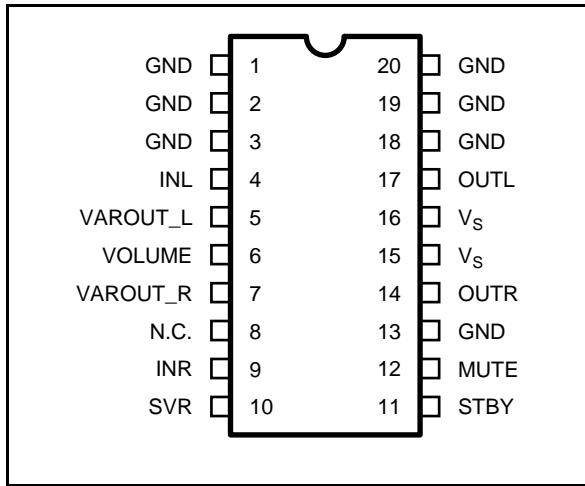 GND 1 20 GND
GND 2 19 GND
GND 3 18 GND
INL 4 17 OUTL
VAROUT_L 5 16 VS
VOLUME 6 15 VS
VAROUT_R 7 14 OUTR
N.C. 8 13 GND
INR 9 12 MUTE
SVR 10 11 STBY